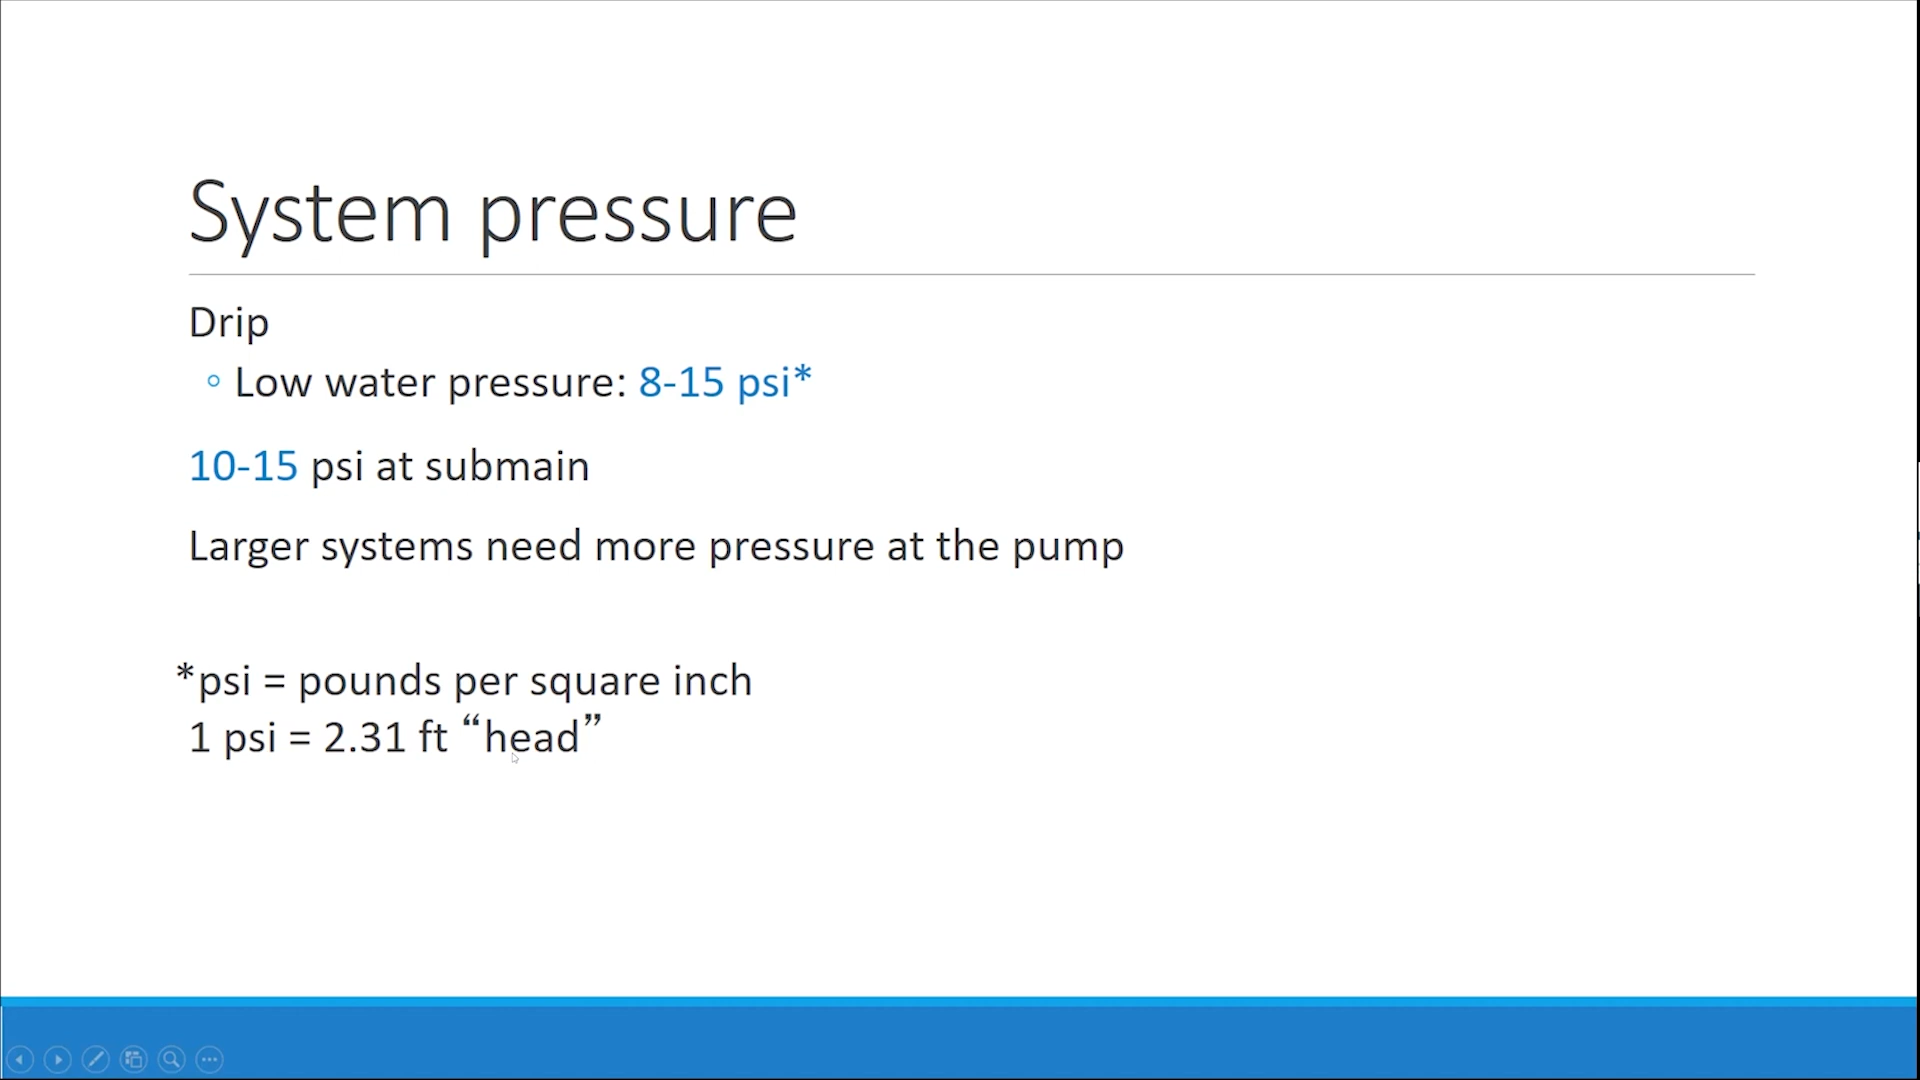 System pressure
Drip
◦ Low water pressure: 8-15 psi*
10-15 psi at submain
Larger systems need more pressure at the pump
*psi = pounds per square inch
1 psi = 2.31 ft “head”